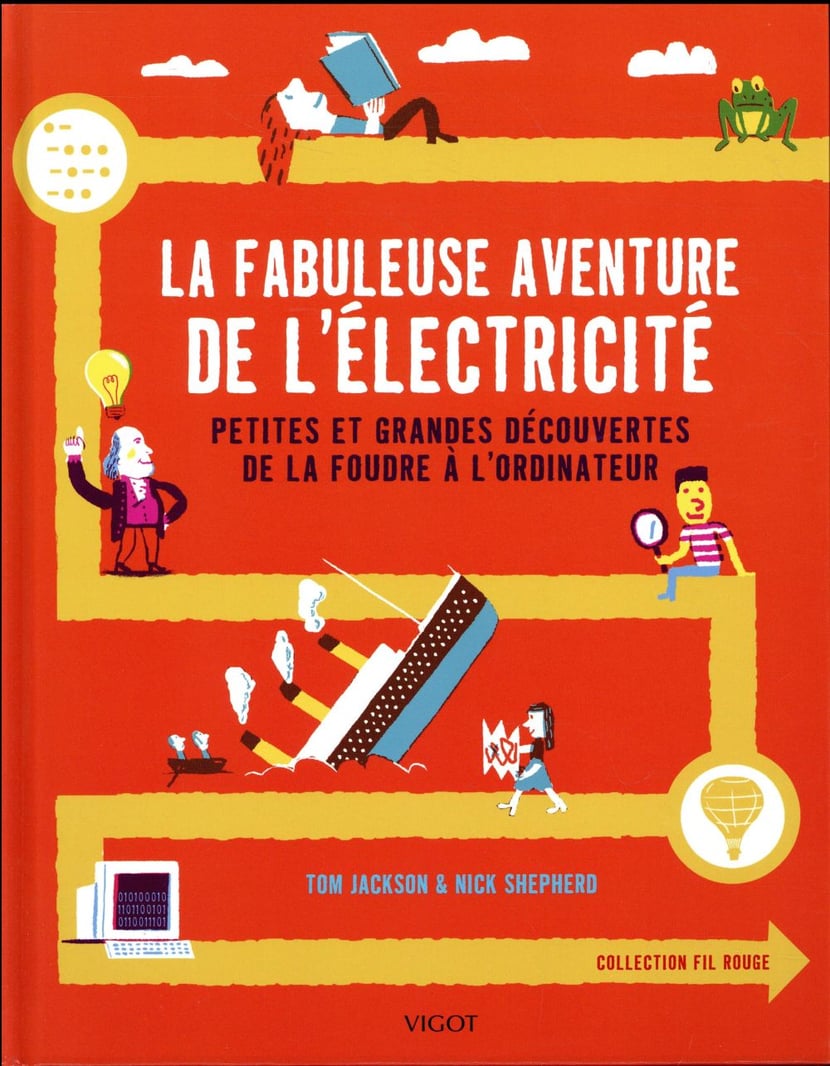 LA FABULEUSE AVENTURE
DE L'ÉLECTRICITÉ
PETITES ET GRANDES DÉCOUVERTES
DE LA FOUDRE À L'ORDINATEUR
010100010
1101100101
0110011101
TOM JACKSON & NICK SHEPHERD
COLLECTION FIL ROUGE
VIGOT